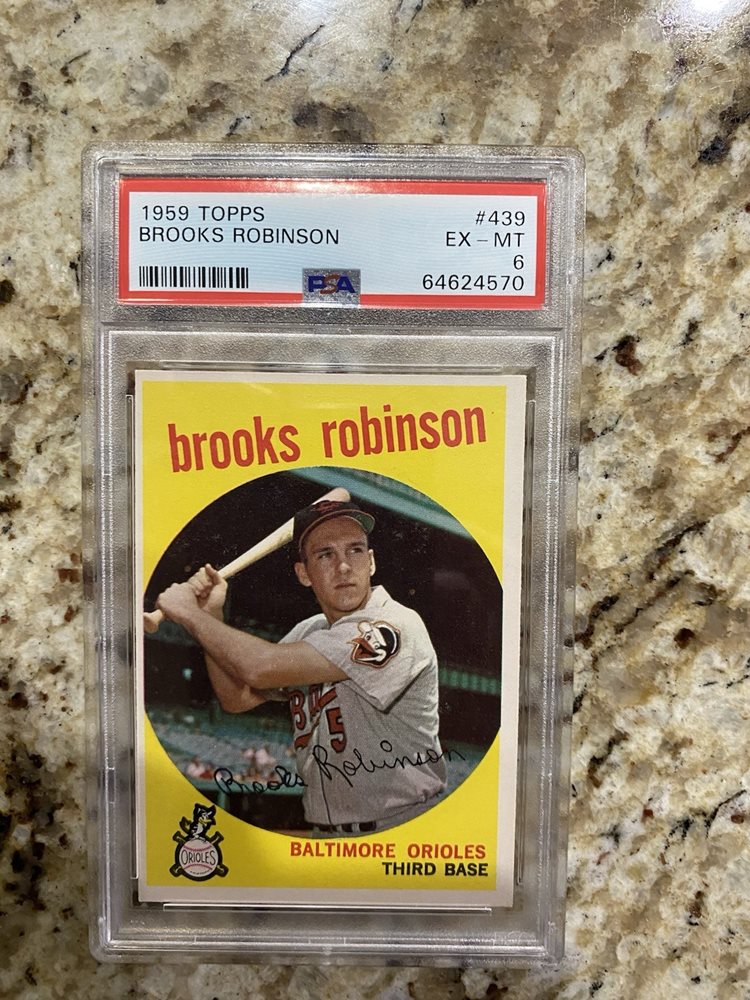 1959 TOPPS #439
BROOKS ROBINSON EX - MT
6
PSA 64624570
brooks robinson
5
Brooks Robinson
ORIOLES
BALTIMORE ORIOLES
THIRD BASE